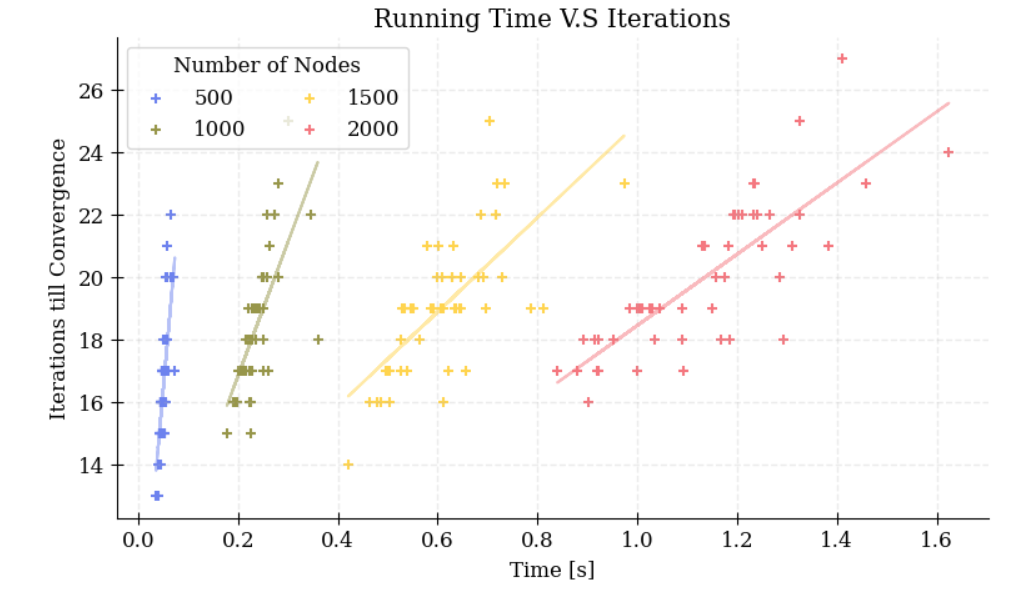 Running Time V.S Iterations
Number of Nodes
500 1500
1000 2000
Iterations till Convergence
26
24
22
20
18
16
14
0.0 0.2 0.4 0.6 0.8 1.0 1.2 1.4 1.6
Time [s]